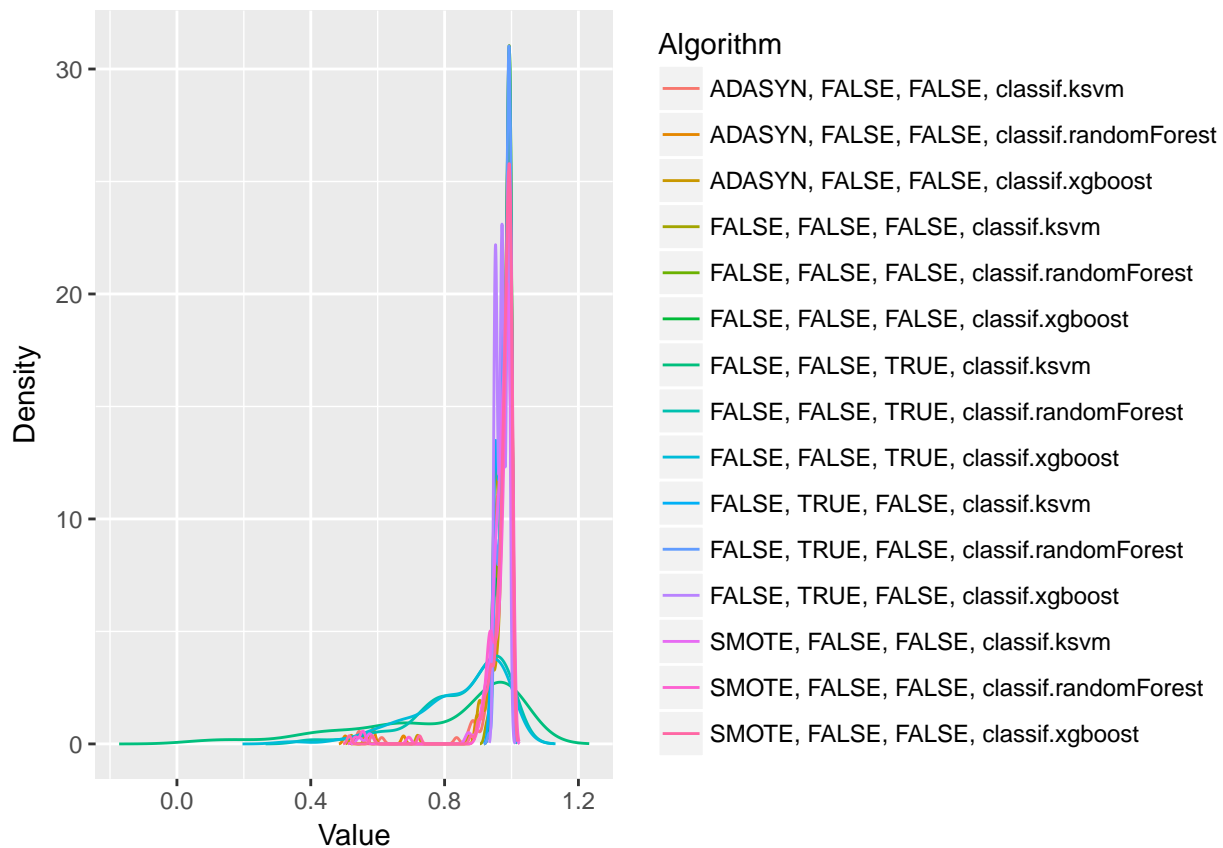 Density
30
20
10
0
0.0
0.4
0.8
1.2
Value
Algorithm
ADASYN, FALSE, FALSE, classif.ksvm
ADASYN, FALSE, FALSE, classif.randomForest
ADASYN, FALSE, FALSE, classif.xgboost
FALSE, FALSE, FALSE, classif.ksvm
FALSE, FALSE, FALSE, classif.randomForest
FALSE, FALSE, FALSE, classif.xgboost
FALSE, FALSE, TRUE, classif.ksvm
FALSE, FALSE, TRUE, classif.randomForest
FALSE, FALSE, TRUE, classif.xgboost
FALSE, TRUE, FALSE, classif.ksvm
FALSE, TRUE, FALSE, classif.randomForest
FALSE, TRUE, FALSE, classif.xgboost
SMOTE, FALSE, FALSE, classif.ksvm
SMOTE, FALSE, FALSE, classif.randomForest
SMOTE, FALSE, FALSE, classif.xgboost